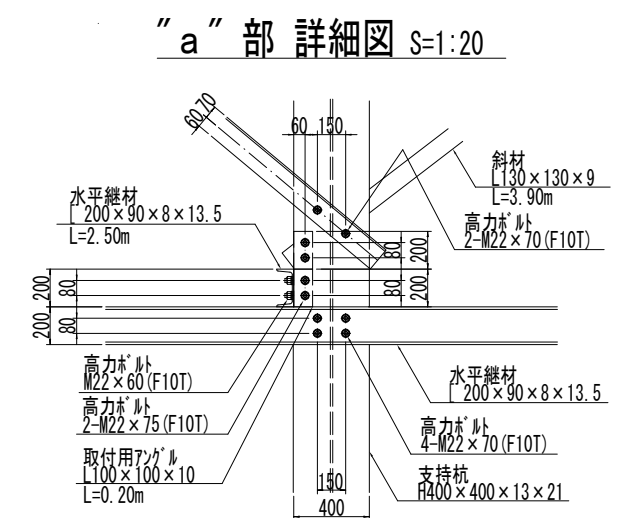 "a" 部 詳細図 S=1:20
60 70
60 150
斜材
L130×130×9
L=3.90m
高力ﾎﾞﾙﾄ
2-M22×70(F10T)
水平継材
[ 200×90×8×13.5
L=2.50m
80
200
200
80
80
200
200
80
高力ﾎﾞﾙﾄ
M22×60(F10T)
高力ﾎﾞﾙﾄ
2-M22×75(F10T)
取付用ｱﾝｸﾞﾙ
L100×100×10
L=0.20m
水平継材
[ 200×90×8×13.5
高力ﾎﾞﾙﾄ
4-M22×70(F10T)
支持杭
H400×400×13×21
150
400